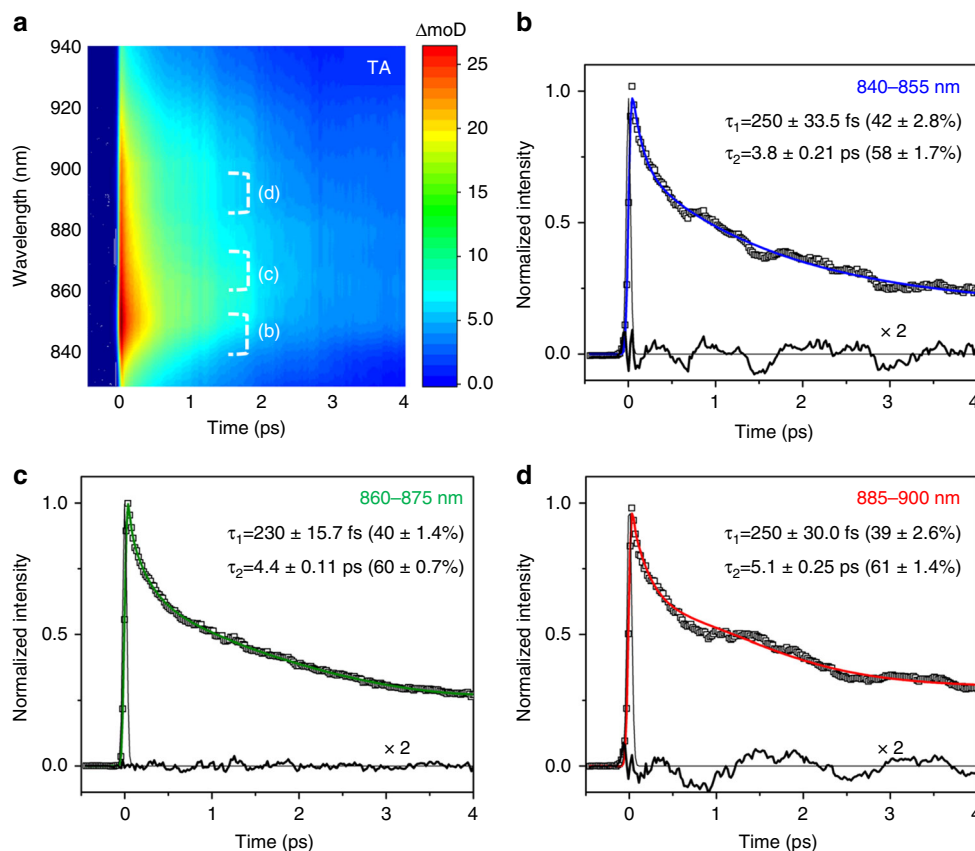 a
ΔmoD
TA
940
920
900
880
860
840
Wavelength (nm)
(d)
(c)
(b)
25
20
15
10
5.0
0.0
0 1 2 3 4
Time (ps)
b
840–855 nm
τ1=250 ± 33.5 fs (42 ± 2.8%)
τ2=3.8 ± 0.21 ps (58 ± 1.7%)
1.0
0.5
0.0
Normalized intensity
× 2
0 1 2 3 4
Time (ps)
c
860–875 nm
τ1=230 ± 15.7 fs (40 ± 1.4%)
τ2=4.4 ± 0.11 ps (60 ± 0.7%)
1.0
0.5
0.0
Normalized intensity
× 2
0 1 2 3 4
Time (ps)
d
885–900 nm
τ1=250 ± 30.0 fs (39 ± 2.6%)
τ2=5.1 ± 0.25 ps (61 ± 1.4%)
1.0
0.5
0.0
Normalized intensity
× 2
0 1 2 3 4
Time (ps)